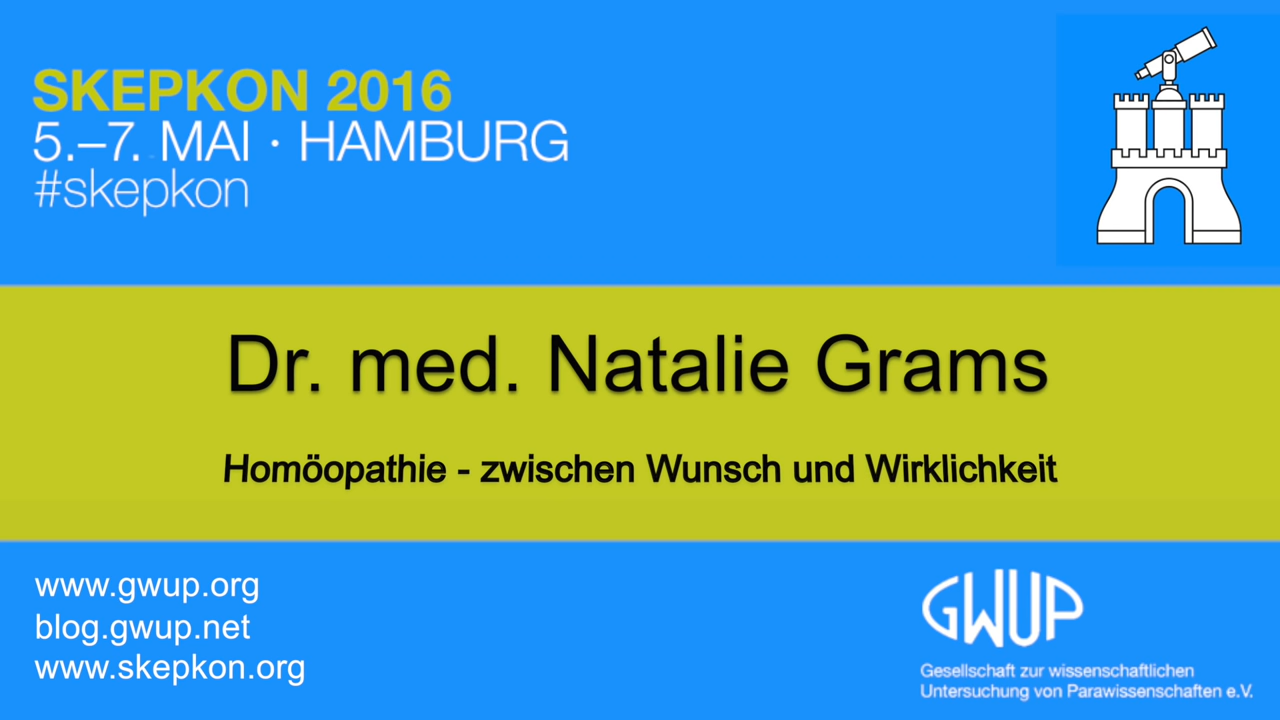 SKEPKON 2016
5.–7. MAI · HAMBURG
#skepkon
Dr. med. Natalie Grams
Homöopathie - zwischen Wunsch und Wirklichkeit
www.gwup.org
blog.gwup.net
www.skepkon.org
GWUP
Gesellschaft zur wissenschaftlichen
Untersuchung von Parawissenschaften e.V.